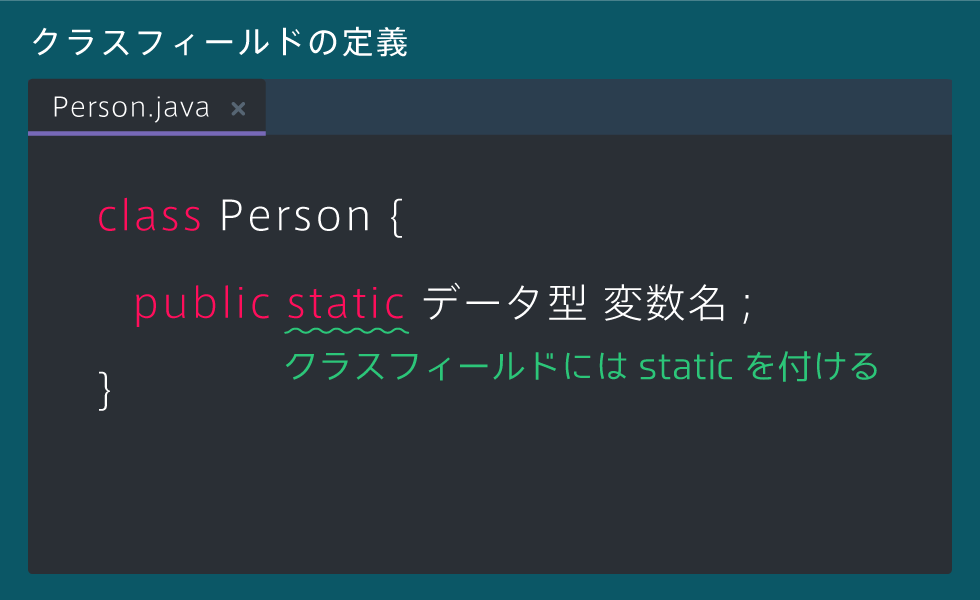 クラスフィールドの定義
Person.java ×
class Person {
public static データ型 変数名 ;
クラスフィールドには static を付ける
}